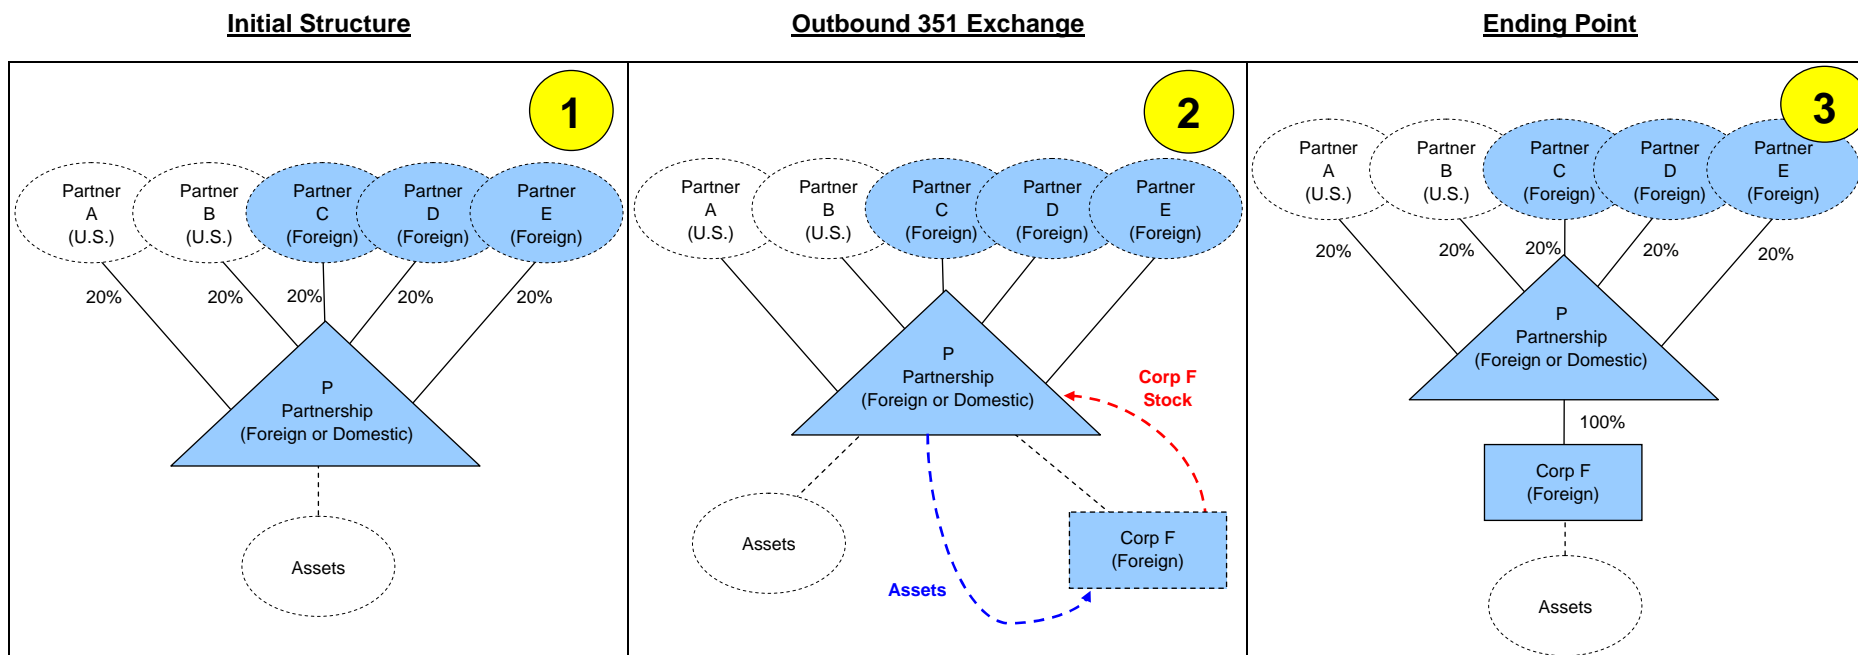 Initial Structure
Outbound 351 Exchange
Ending Point
1
Partner
A
(U.S.)
Partner
B
(U.S.)
Partner
C
(Foreign)
Partner
D
(Foreign)
Partner
E
(Foreign)
20%
20%
20%
20%
20%
P
Partnership
(Foreign or Domestic)
Assets
2
Partner
A
(U.S.)
Partner
B
(U.S.)
Partner
C
(Foreign)
Partner
D
(Foreign)
Partner
E
(Foreign)
P
Partnership
(Foreign or Domestic)
Corp F
Stock
Assets
Corp F
(Foreign)
Assets
3
Partner
A
(U.S.)
Partner
B
(U.S.)
Partner
C
(Foreign)
Partner
D
(Foreign)
Partner
E
(Foreign)
20%
20%
20%
20%
20%
P
Partnership
(Foreign or Domestic)
100%
Corp F
(Foreign)
Assets